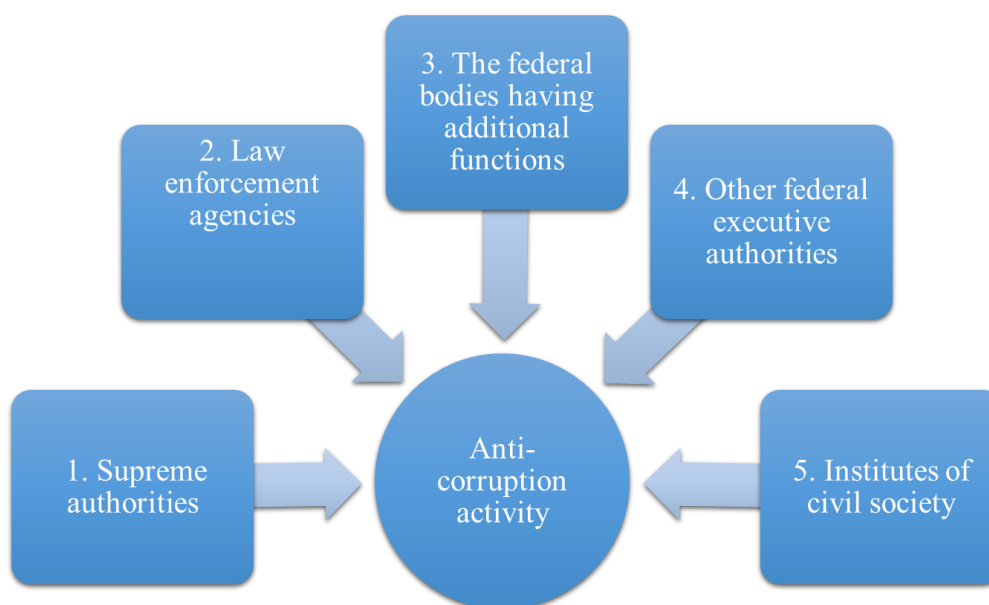 1. Supreme
authorities
2. Law
enforcement
agencies
3. The federal
bodies having
additional
functions
4. Other federal
executive
authorities
5. Institutes of
civil society
Anti-
corruption
activity